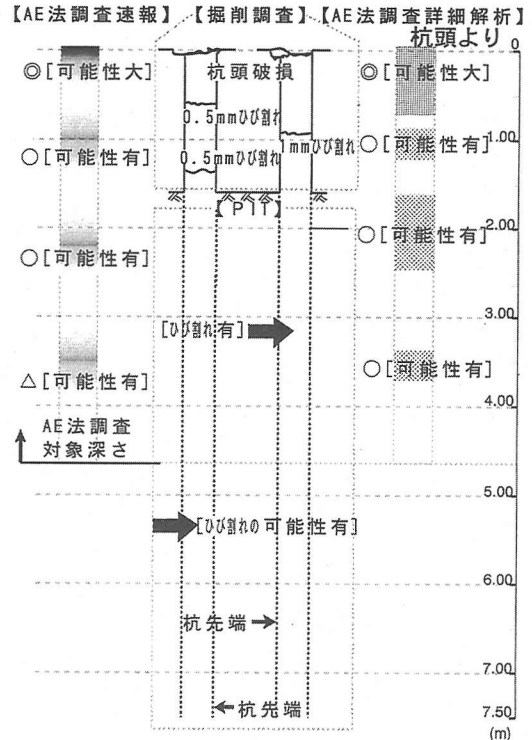 【AE法調査速報】 【掘削調査】 【AE法調査詳細解析】
杭頭より
0
◎[可能性大]
杭頭破損
◎[可能性大]
0.5mmひび割れ
1.00
○[可能性有]
0.5mmひび割れ
1mmひび割れ
○[可能性有]
【PIT】
2.00
○[可能性有]
○[可能性有]
3.00
[ひび割れ有]
△[可能性有]
○[可能性有]
4.00
AE法調査
対象深さ
5.00
[ひび割れの可能性有]
6.00
杭先端
7.00
杭先端
7.50
(m)